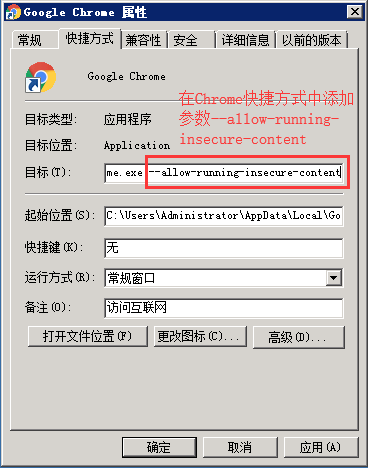 Google Chrome 属性
常规
快捷方式
兼容性
安全
详细信息
以前的版本
Google Chrome
在Chrome快捷方式中添加
参数--allow-running-
insecure-content
目标类型: 应用程序
目标位置: Application
目标(T): me.exe --allow-running-insecure-content
起始位置(S): C:\Users\Administrator\AppData\Local\Go
快捷键(K): 无
运行方式(R): 常规窗口
备注(O): 访问互联网
打开文件位置(F) 更改图标(C)... 高级(D)...
确定 取消 应用(A)